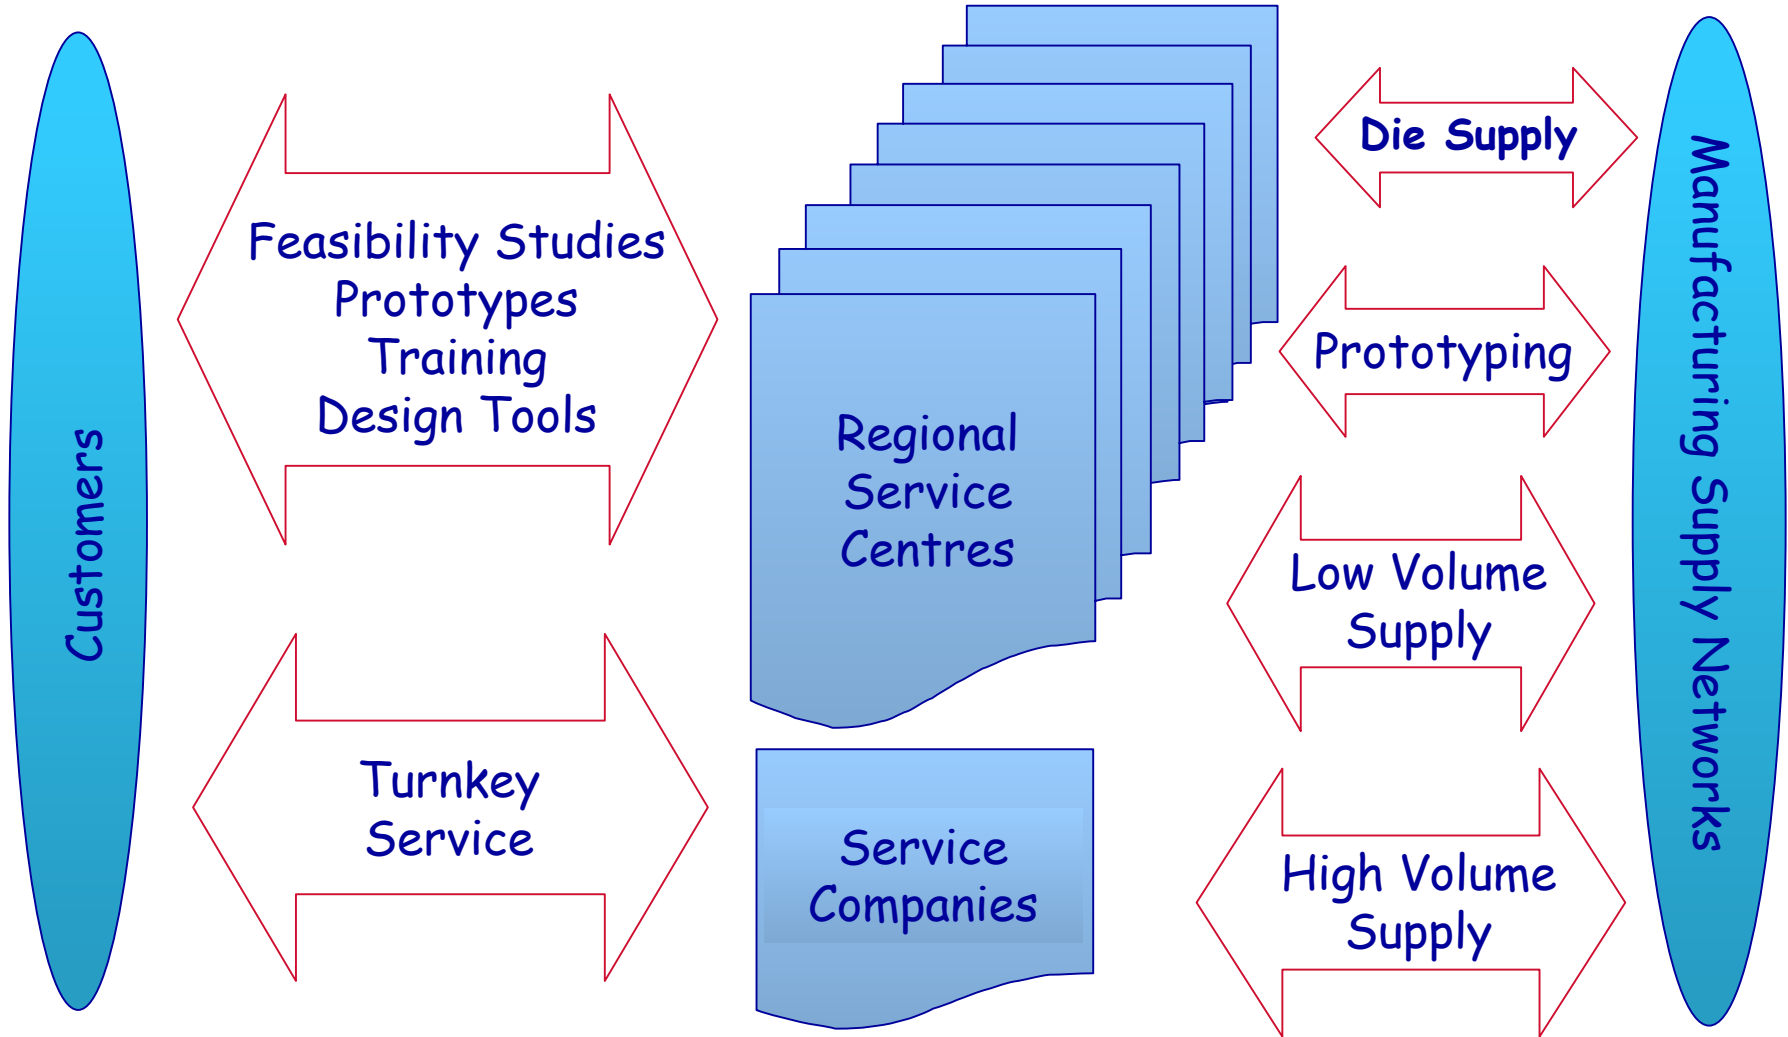 Customers
Feasibility Studies
Prototypes
Training
Design Tools
Turnkey
Service
Regional
Service
Centres
Service
Companies
Die Supply
Prototyping
Low Volume
Supply
High Volume
Supply
Manufacturing Supply Networks